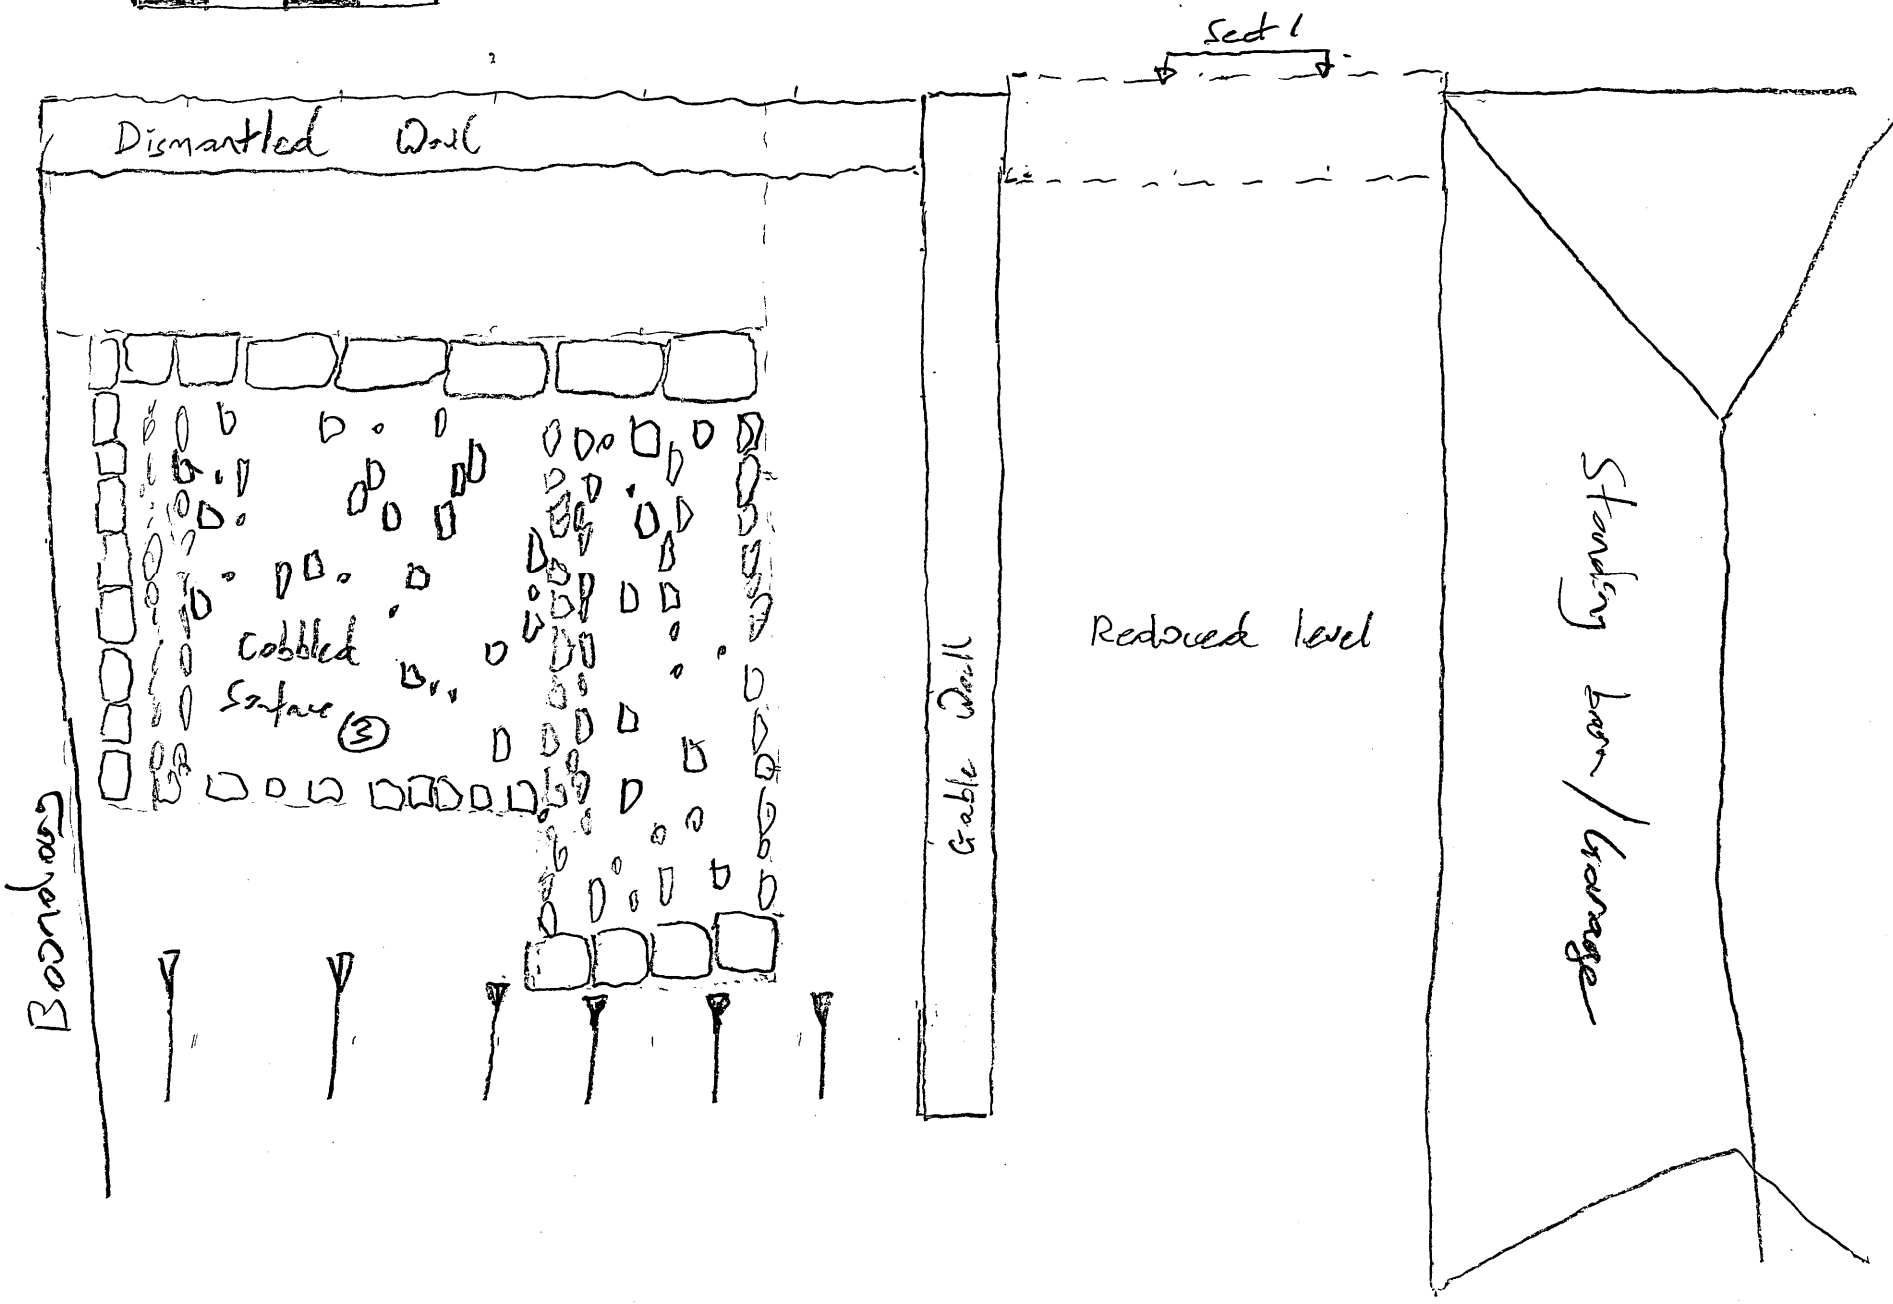 Sect 1
Dismantled Wall
Cobbled
Surface 3
Reduced level
Gable Wall
Standing barn/Garage
Boundary